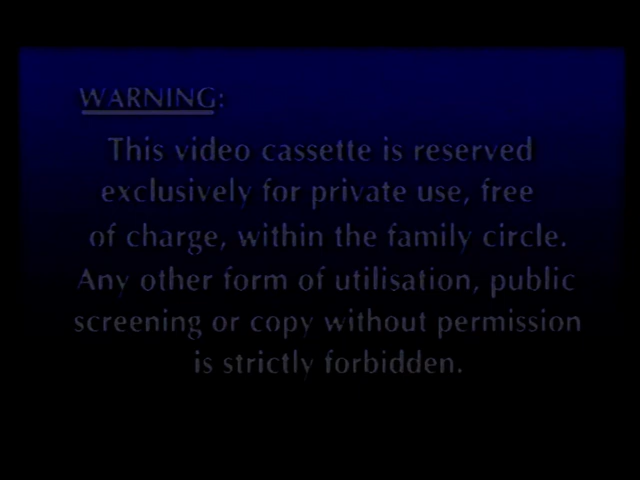 WARNING:
This video cassette is reserved
exclusively for private use, free
of charge, within the family circle.
Any other form of utilisation, public
screening or copy without permission
is strictly forbidden.